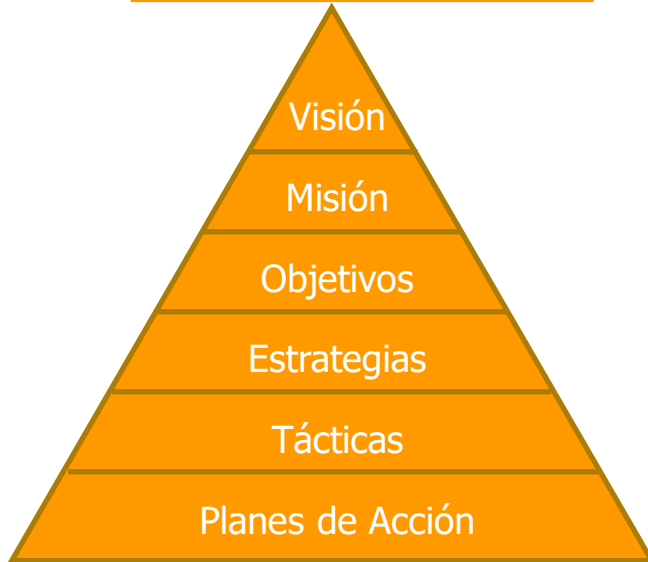 Visión
Misión
Objetivos
Estrategias
Tácticas
Planes de Acción